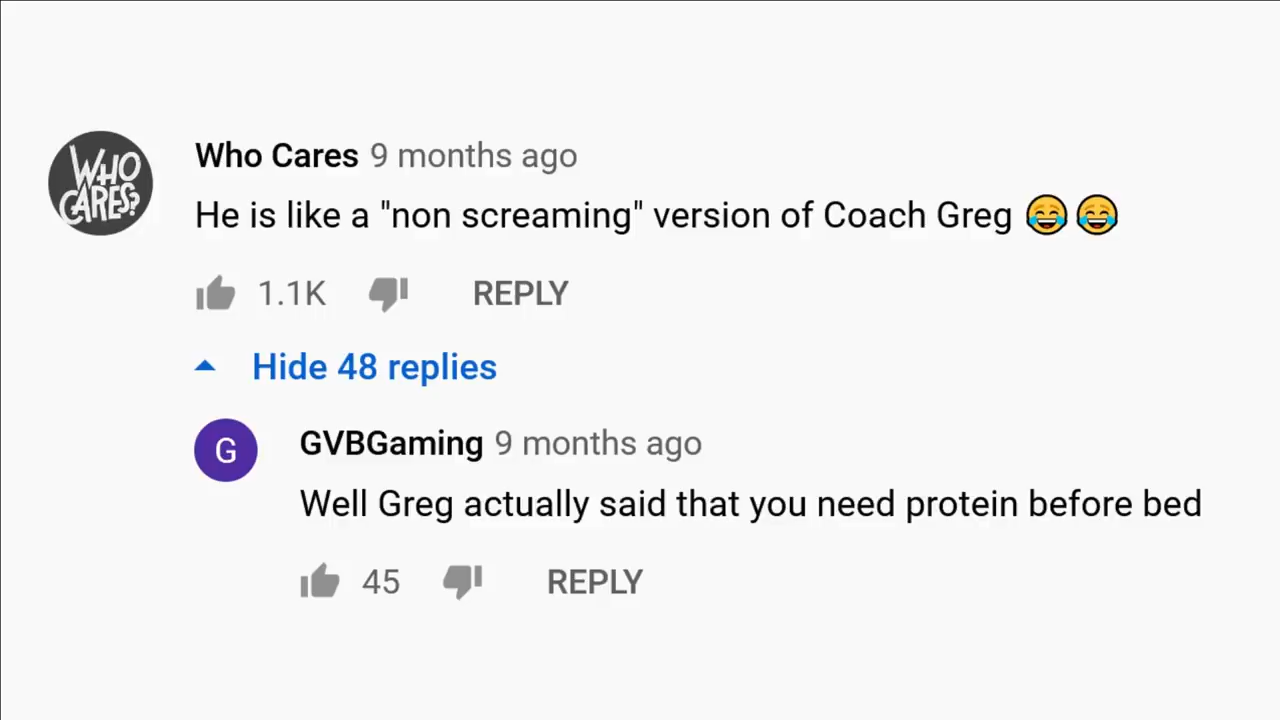 WHO
CARES?
Who Cares 9 months ago
He is like a "non screaming" version of Coach Greg 😂😂
1.1K REPLY
Hide 48 replies
G
GVBGaming 9 months ago
Well Greg actually said that you need protein before bed
45 REPLY